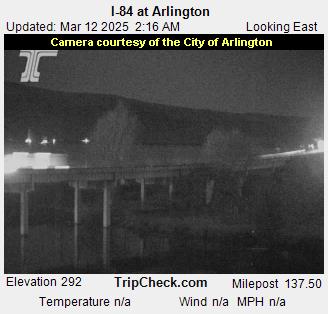 I-84 at Arlington
Updated: Mar 12 2025 2:16 AM Looking East
Camera courtesy of the City of Arlington
Elevation 292 TripCheck.com Milepost 137.50
Temperature n/a Wind n/a MPH n/a